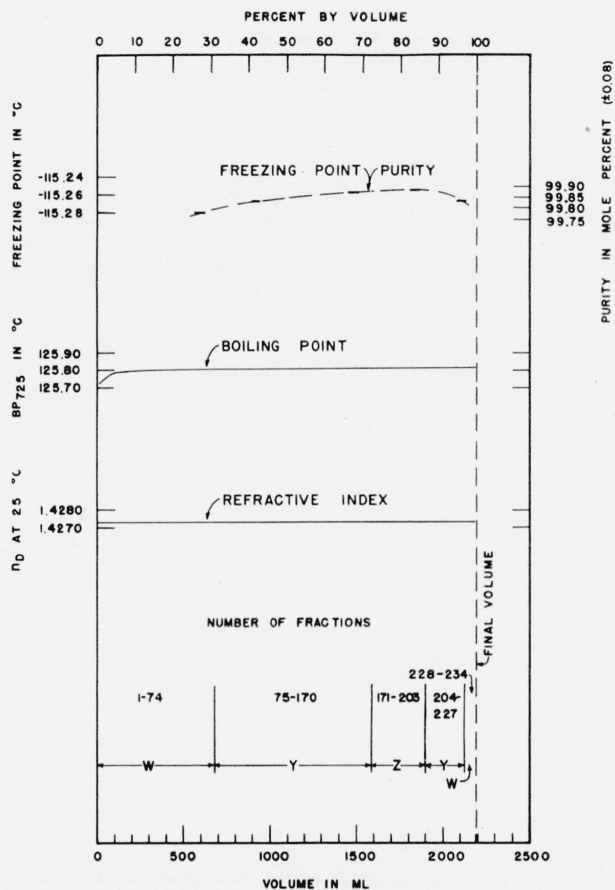 PERCENT BY VOLUME
0 10 20 30 40 50 60 70 80 90 100
FREEZING POINT IN °C
-115.24
-115.26
-115.28
FREEZING POINT PURITY
99.90
99.85
99.80
99.75
PURITY IN MOLE PERCENT (±0.08)
BP725 IN °C
125.90
125.80
125.70
BOILING POINT
nD AT 25 °C
1.4280
1.4270
REFRACTIVE INDEX
NUMBER OF FRACTIONS
FINAL VOLUME
228-234
1-74 75-170 171-203 204-
227
W Y Z Y
W
0 500 1000 1500 2000 2500
VOLUME IN ML